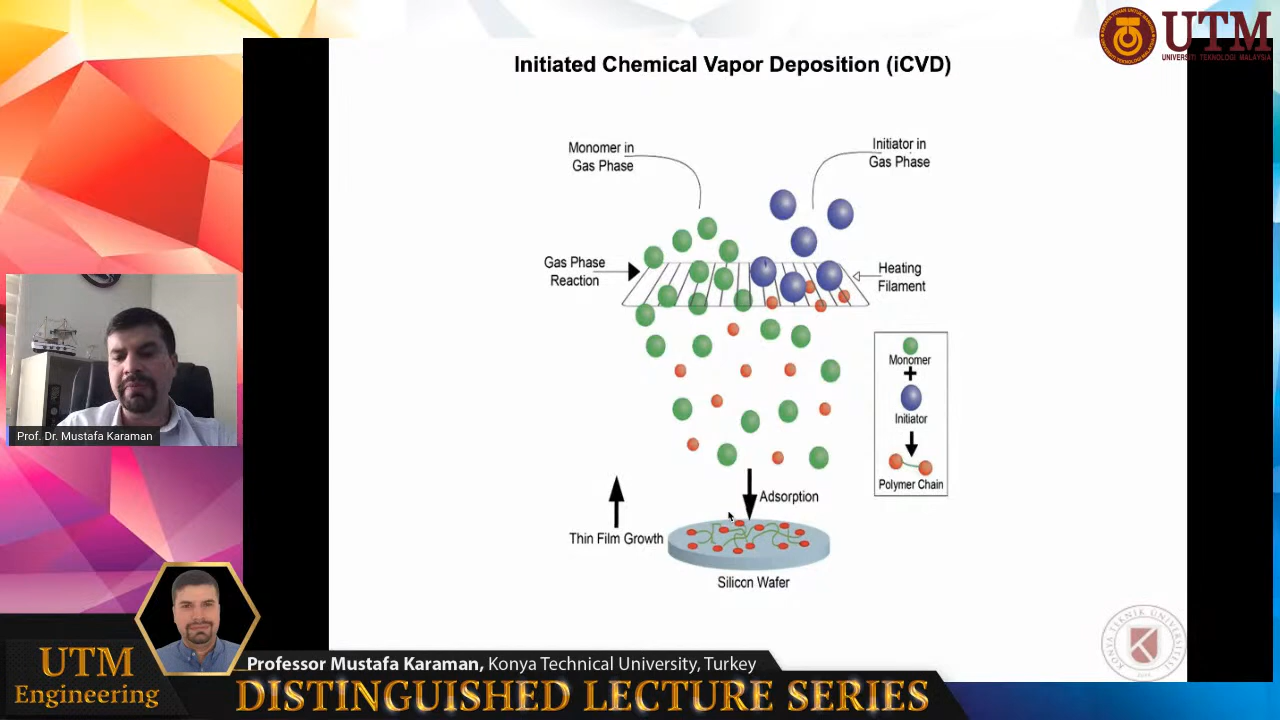 UTM
UNIVERSITI TEKNOLOGI MALAYSIA
Initiated Chemical Vapor Deposition (iCVD)
Monomer in
Gas Phase
Initiator in
Gas Phase
Gas Phase
Reaction
Heating
Filament
Monomer
+
Initiator
Polymer Chain
Adsorption
Thin Film Growth
Silicon Wafer
Prof. Dr. Mustafa Karaman
UTM
Engineering
Professor Mustafa Karaman, Konya Technical University, Turkey
DISTINGUISHED LECTURE SERIES